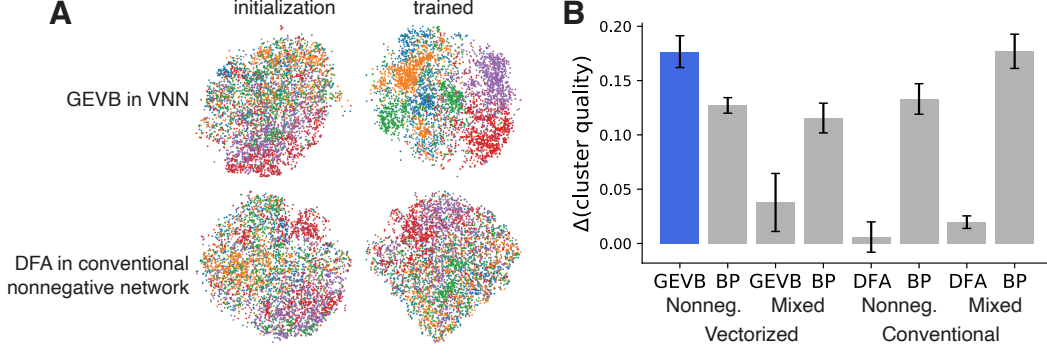 A
initialization
trained
GEVB in VNN
DFA in conventional
nonnegative network
B
Δ(cluster quality)
0.20
0.15
0.10
0.05
0.00
GEVB BP GEVB BP DFA BP DFA BP
Nonneg. Mixed Nonneg. Mixed
Vectorized Conventional